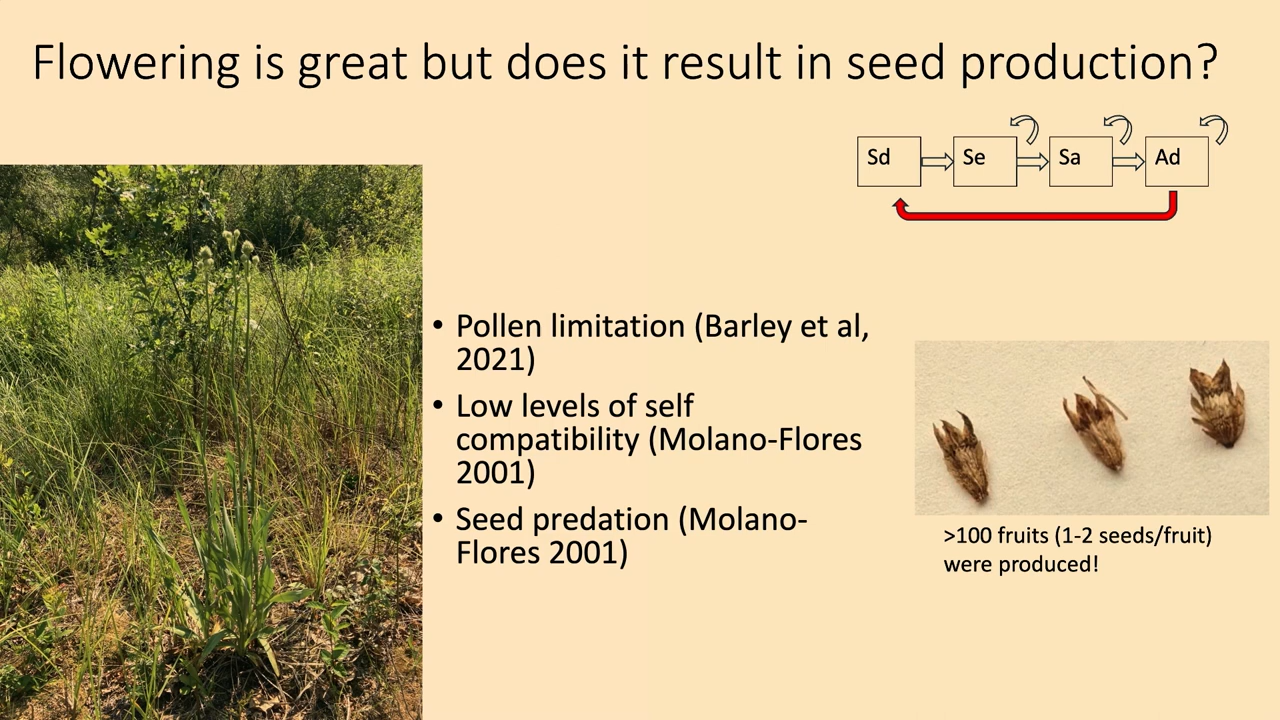 Flowering is great but does it result in seed production?
Sd
Se
Sa
Ad
• Pollen limitation (Barley et al,
2021)
• Low levels of self
compatibility (Molano-Flores
2001)
• Seed predation (Molano-
Flores 2001)
>100 fruits (1-2 seeds/fruit)
were produced!